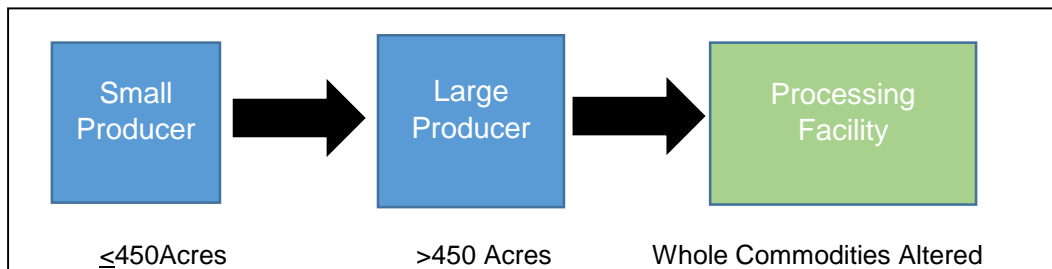 Small
Producer
Large
Producer
Processing
Facility
≤450Acres
>450 Acres
Whole Commodities Altered